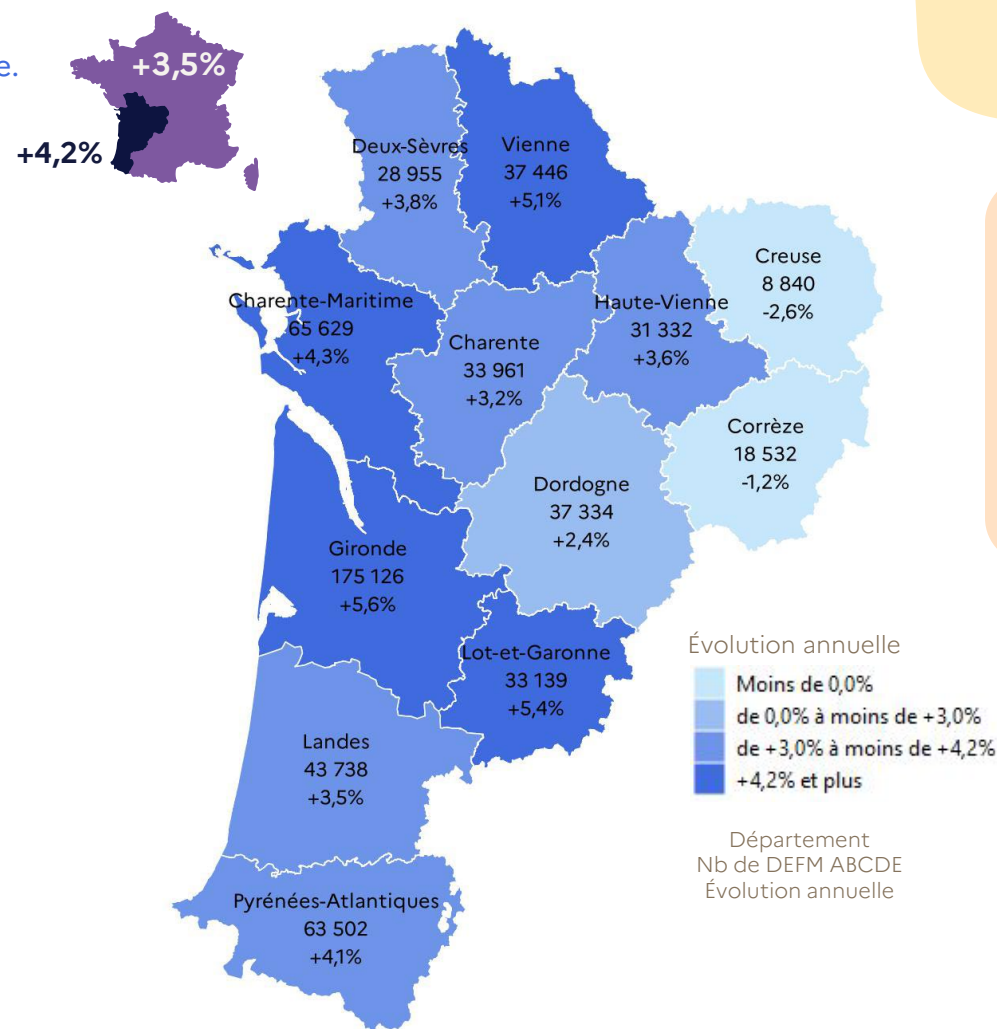 e.
+3,5%
+4,2%
Deux-Sèvres
28 955
+3,8%
Vienne
37 446
+5,1%
Creuse
8 840
-2,6%
Charente-Maritime
65 629
+4,3%
Haute-Vienne
31 332
+3,6%
Charente
33 961
+3,2%
Corrèze
18 532
-1,2%
Dordogne
37 334
+2,4%
Gironde
175 126
+5,6%
Lot-et-Garonne
33 139
+5,4%
Landes
43 738
+3,5%
Pyrénées-Atlantiques
63 502
+4,1%
Évolution annuelle
Moins de 0,0%
de 0,0% à moins de +3,0%
de +3,0% à moins de +4,2%
+4,2% et plus
Département
Nb de DEFM ABCDE
Évolution annuelle